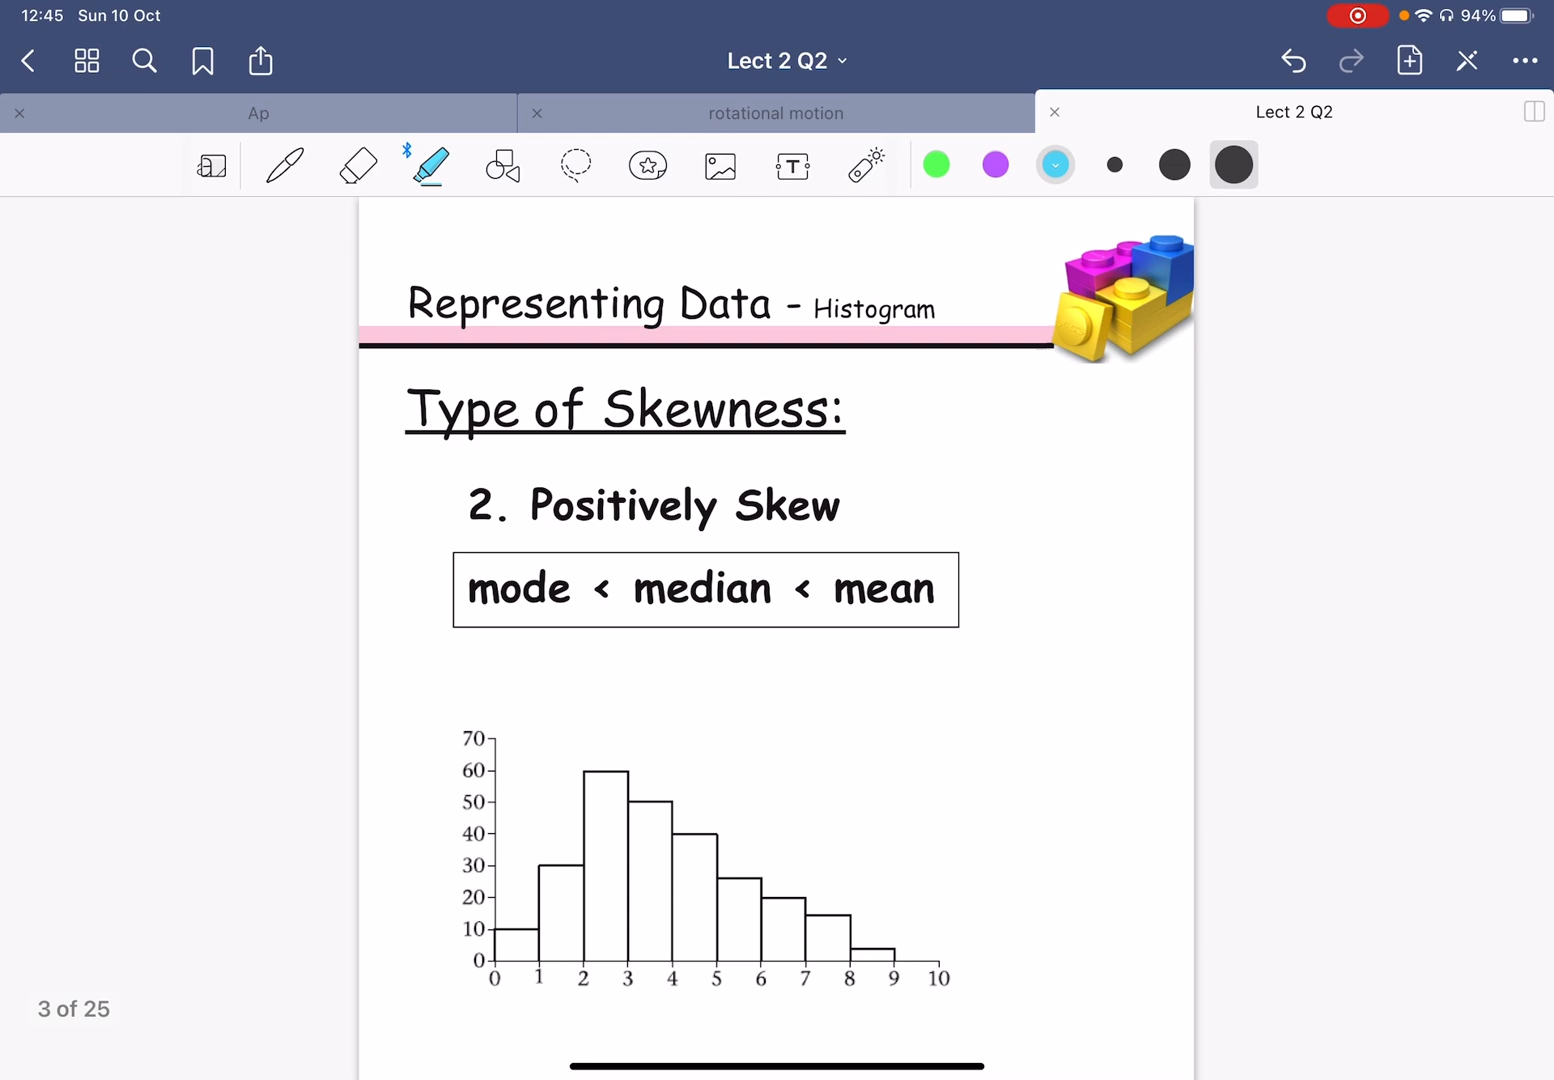 12:45 Sun 10 Oct
94%
Lect 2 Q2
Ap
rotational motion
Lect 2 Q2
T
Representing Data - Histogram
Type of Skewness:
2. Positively Skew
mode < median < mean
70
60
50
40
30
20
10
0
0 1 2 3 4 5 6 7 8 9 10
3 of 25